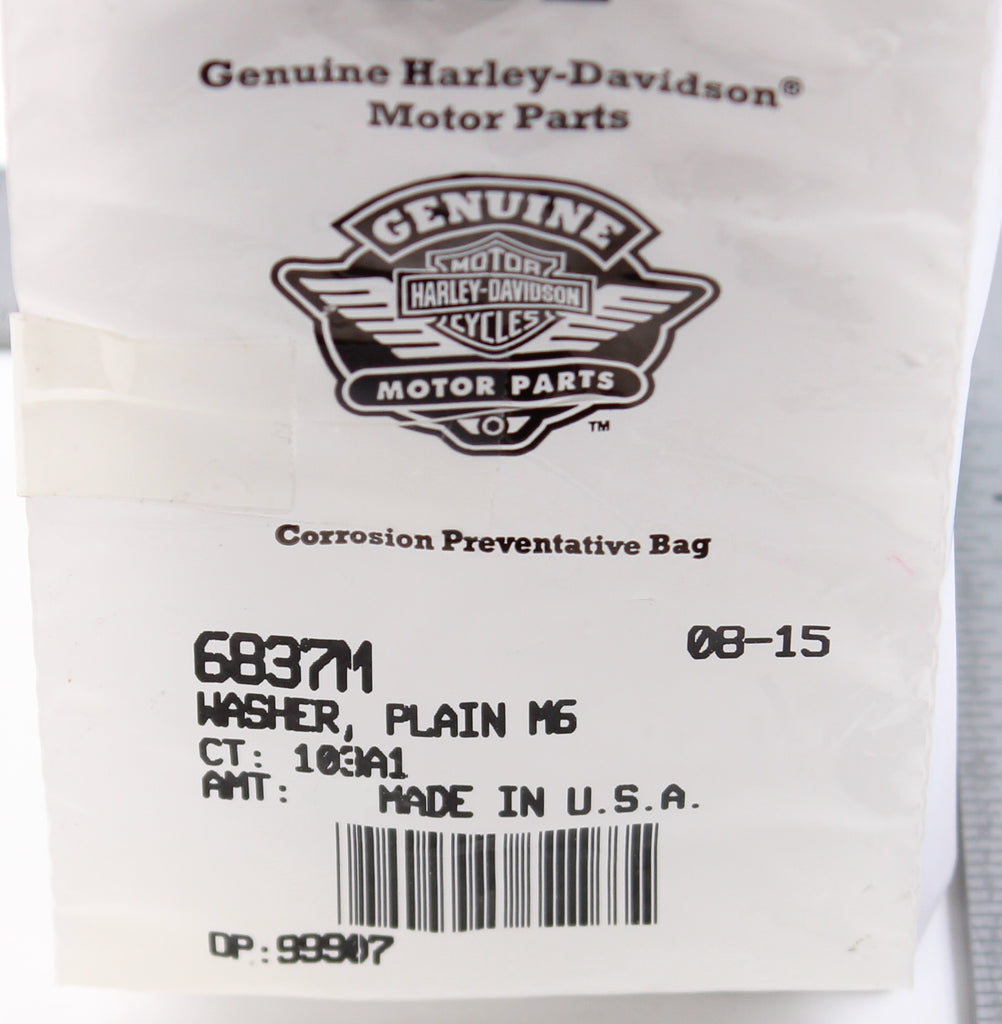 Genuine Harley-Davidson®
Motor Parts
GENUINE
MOTOR
HARLEY-DAVIDSON
CYCLES
MOTOR PARTS
TM
Corrosion Preventative Bag
6837M 08-15
WASHER, PLAIN M6
CT: 103A1
AMT: MADE IN U.S.A.
OP:99907